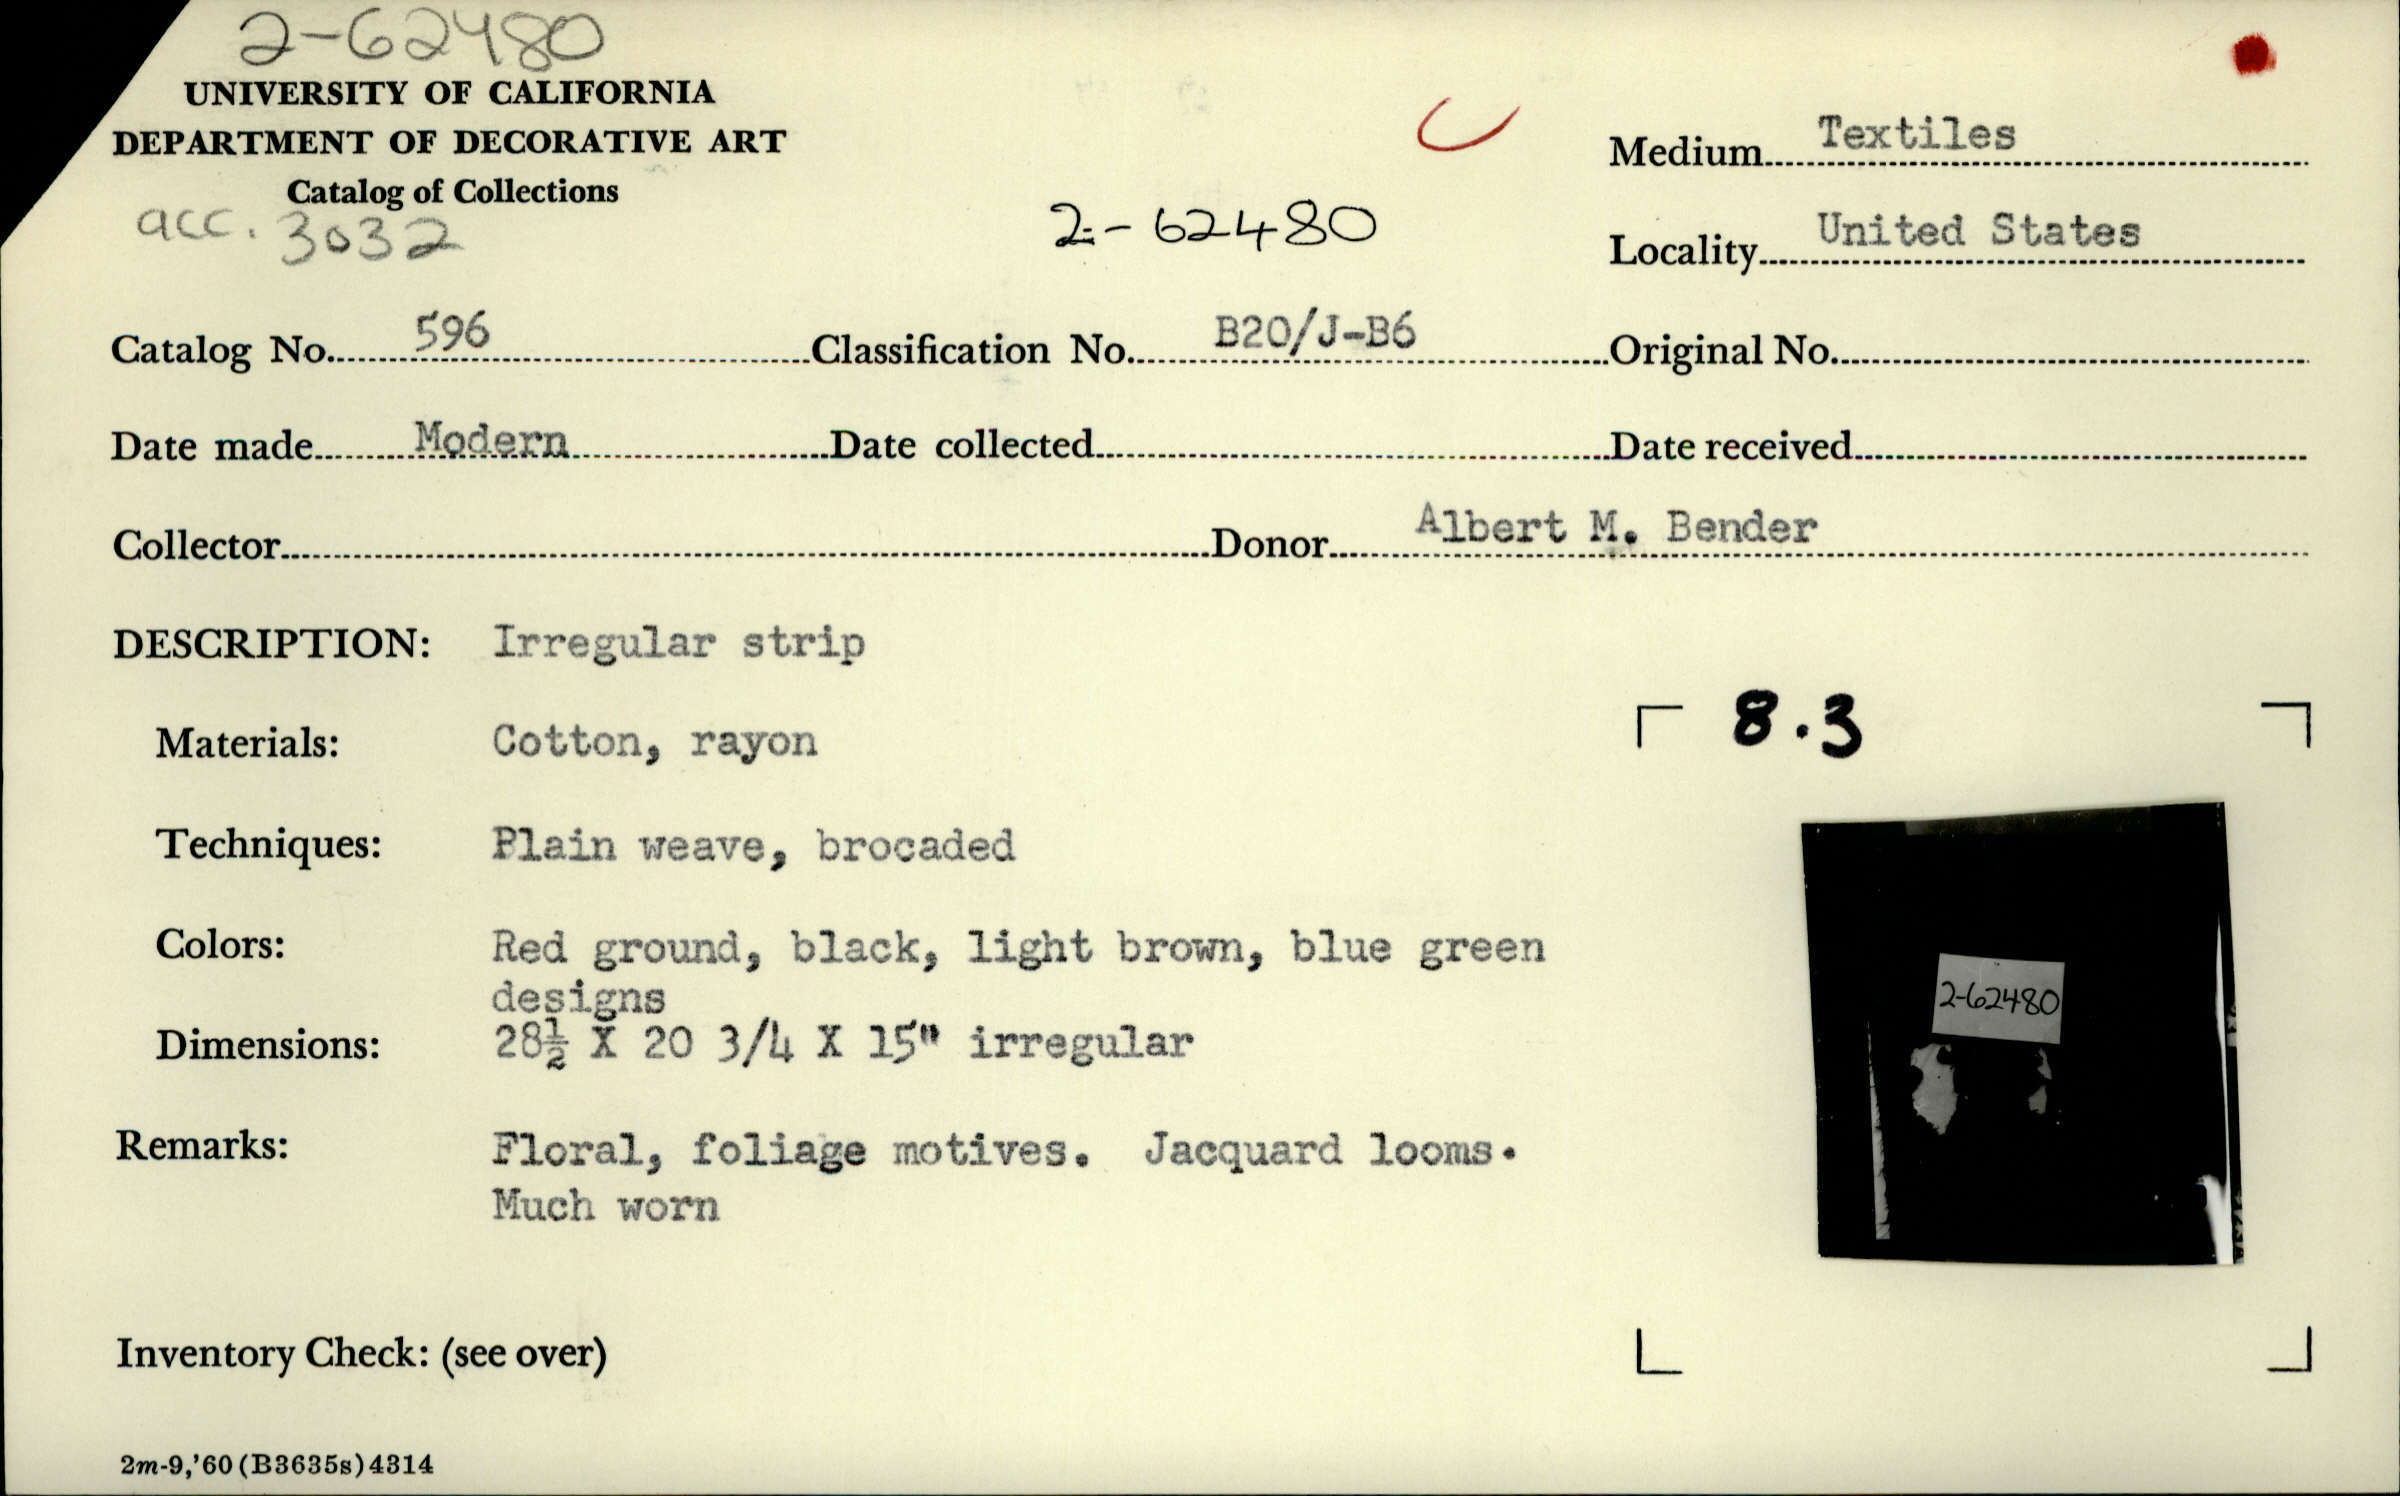 2-62480
UNIVERSITY OF CALIFORNIA
DEPARTMENT OF DECORATIVE ART
Catalog of Collections
acc. 3032
2-62480
Medium Textiles
Locality United States
Catalog No. 596 Classification No. B20/J-B6 Original No.
Date made Modern Date collected Date received
Collector Donor Albert M. Bender
DESCRIPTION: Irregular strip
8.3
Materials: Cotton, rayon
Techniques: Plain weave, brocaded
Colors: Red ground, black, light brown, blue green
designs
2-62480
Dimensions: 28½ X 20 3/4 X 15" irregular
Remarks: Floral, foliage motives. Jacquard looms.
Much worn
Inventory Check: (see over)
2m-9,'60 (B3635s) 4314